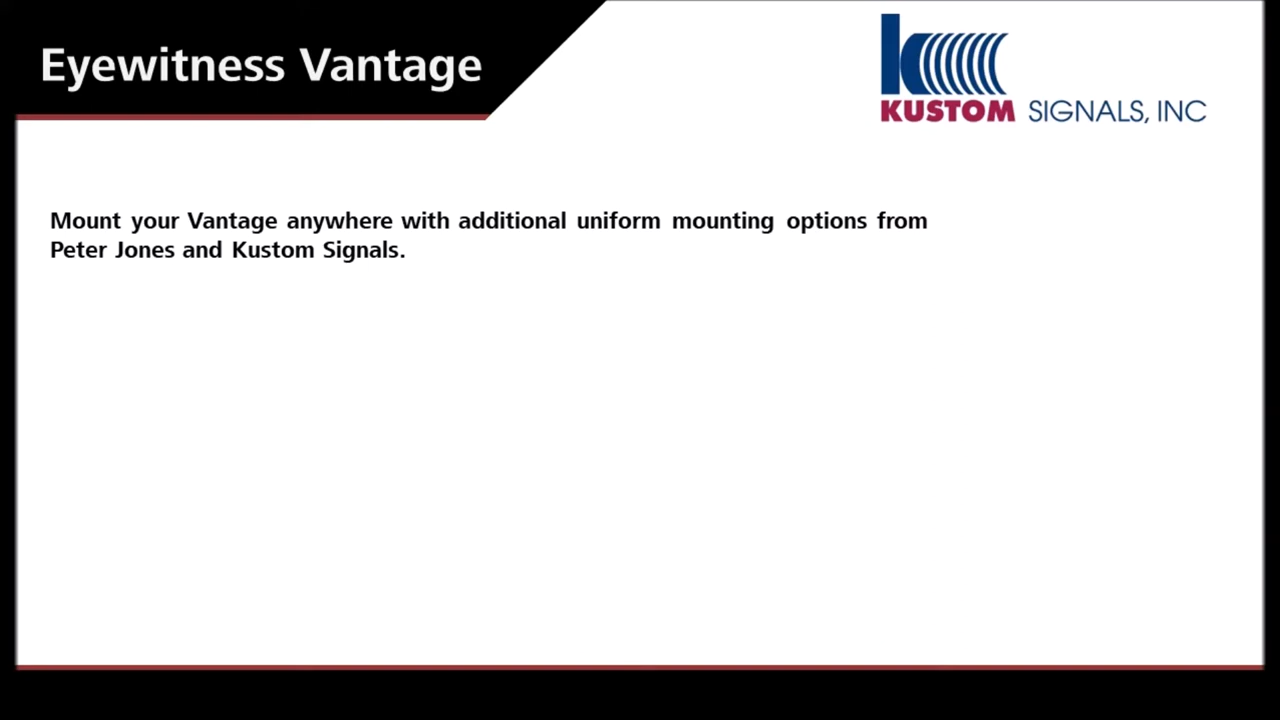 Eyewitness Vantage
KUSTOM SIGNALS, INC
Mount your Vantage anywhere with additional uniform mounting options from
Peter Jones and Kustom Signals.